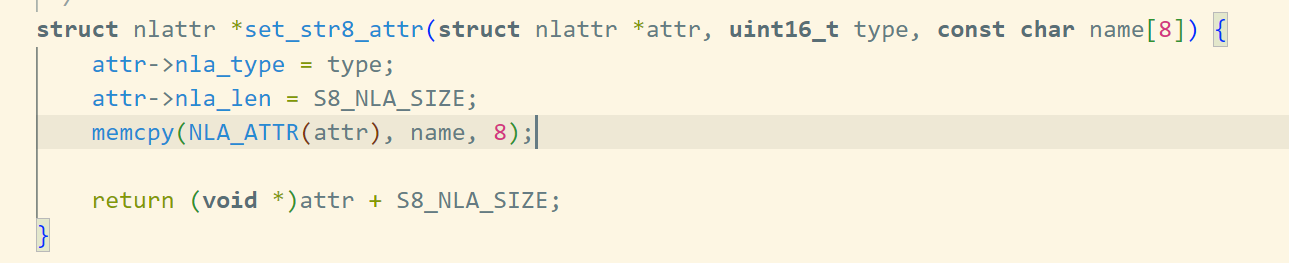 /
struct nlattr *set_str8_attr(struct nlattr *attr, uint16_t type, const char name[8]) {
    attr->nla_type = type;
    attr->nla_len = S8_NLA_SIZE;
    memcpy(NLA_ATTR(attr), name, 8);
    return (void *)attr + S8_NLA_SIZE;
}